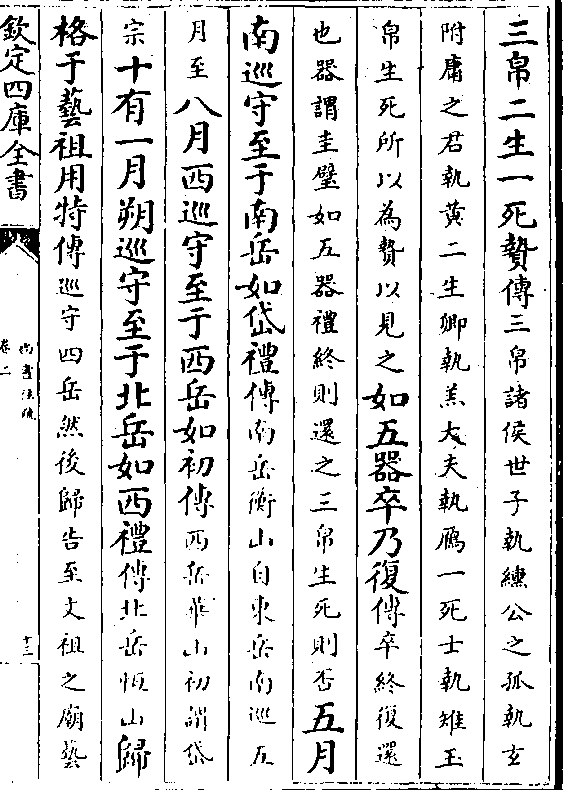 三帛二生一死贄傳三帛諸侯世子執纁公之孤執玄
附庸之君執黄二生卿執羔大夫執鴈一死士執雉玉
帛生死所以為贄以見之如五器卒乃復傳卒終復還
也器謂圭璧如五器禮終則還之三帛生死則否五月
南巡守至于南岳如岱禮傳南岳衡山自東岳南巡五
月至八月西巡守至于西岳如初傳西岳華山初謂岱
宗十有一月朔巡守至于北岳如西禮傳北岳恒山歸
格于藝祖用特傳巡守四岳然後歸告至文祖之廟藝
欽定四庫全書
尚書注疏
卷二
十三